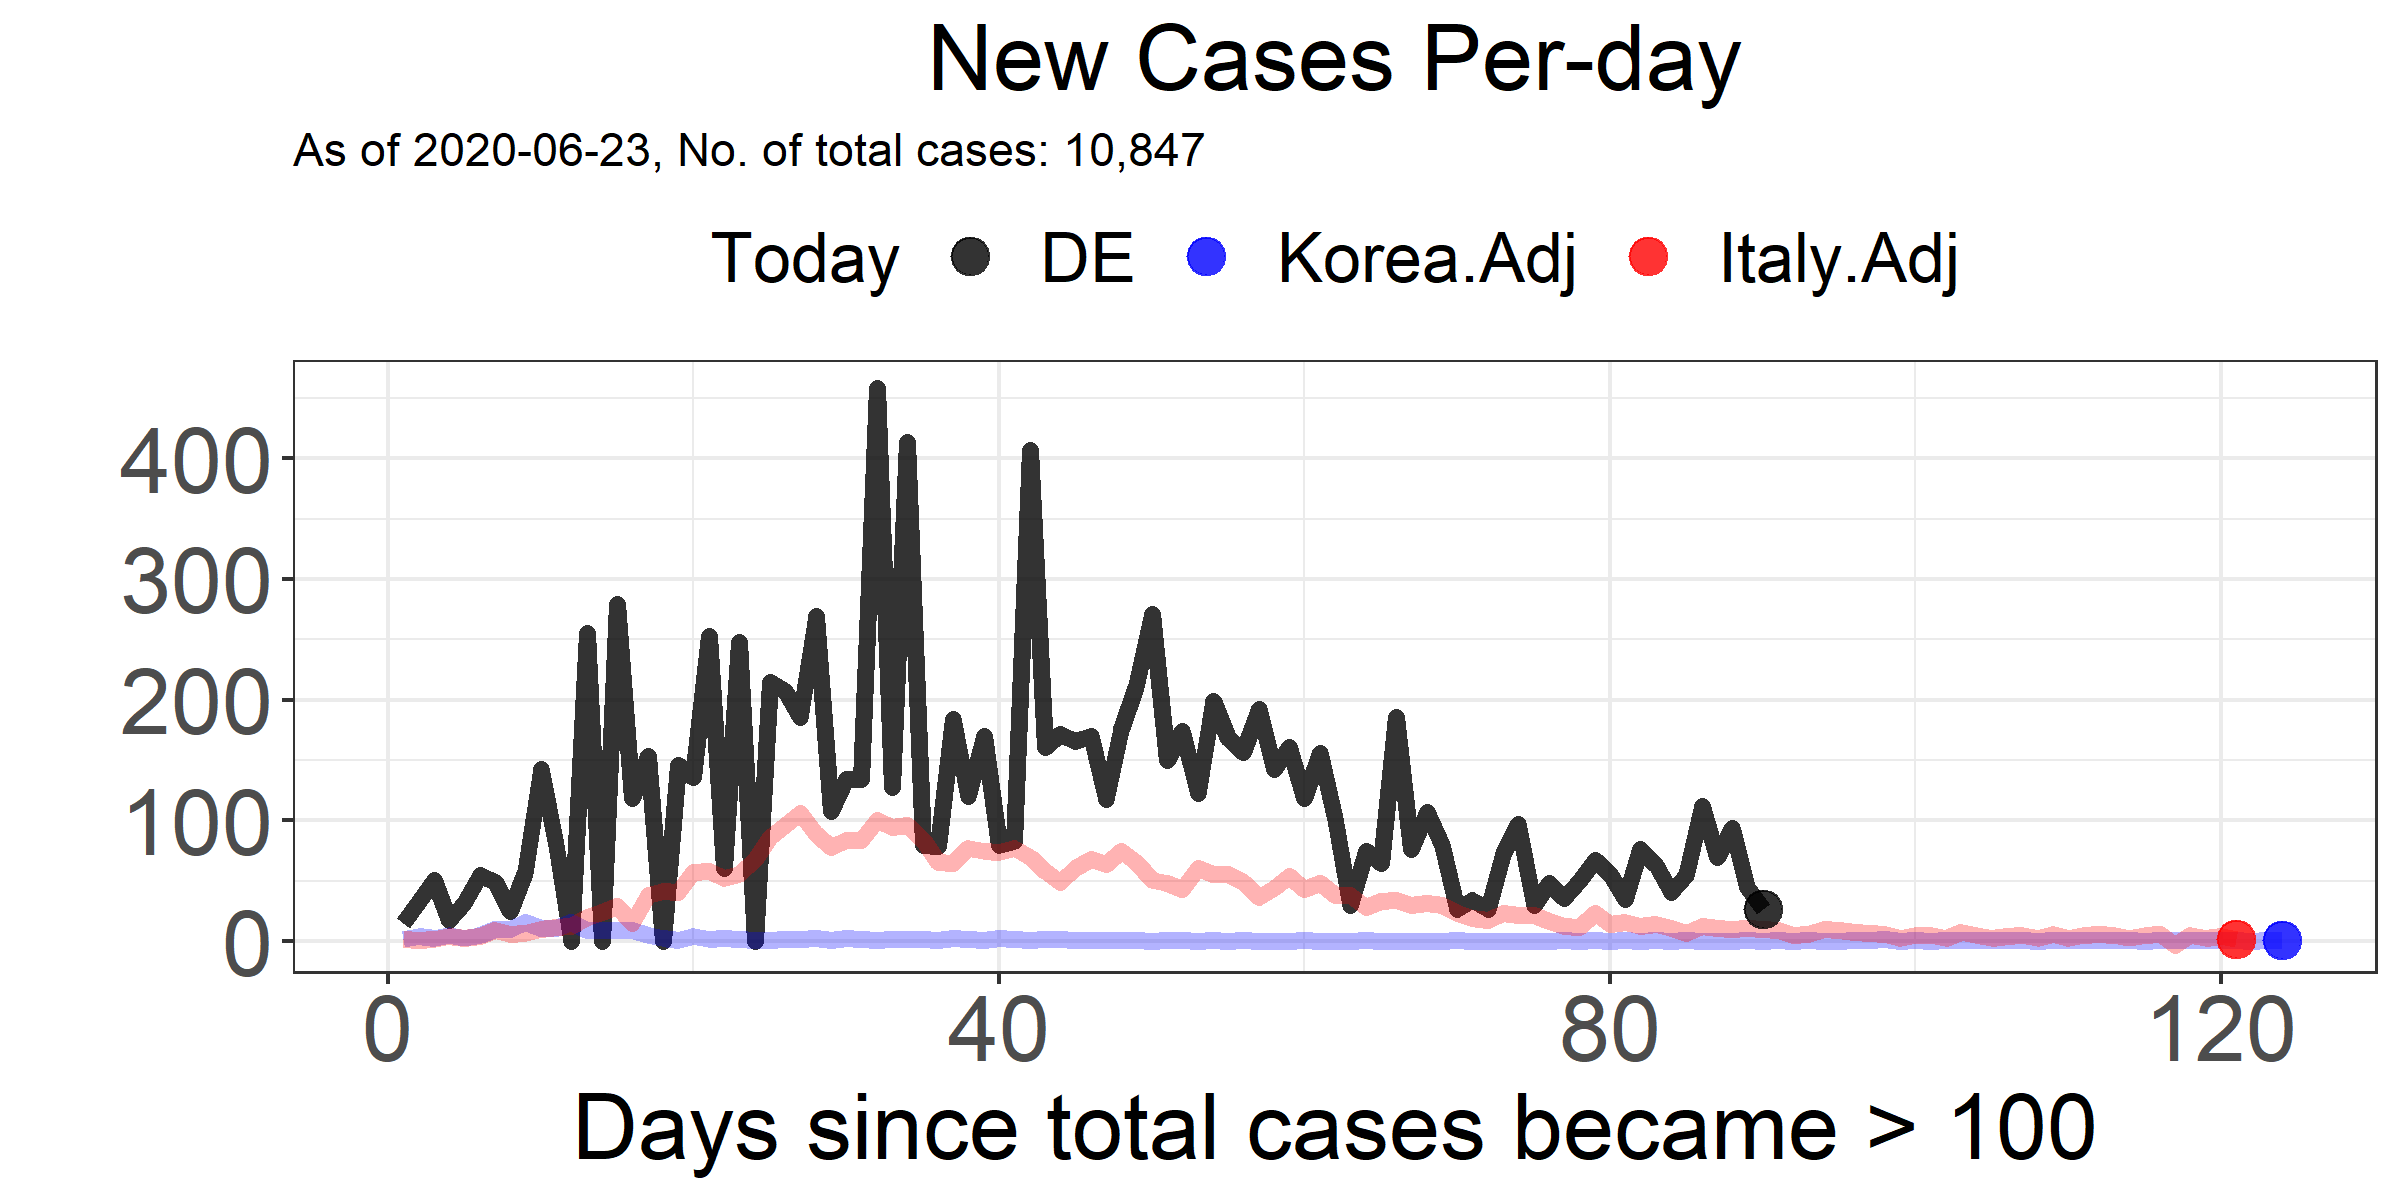 New Cases Per-day
As of 2020-06-23, No. of total cases: 10,847
Today DE Korea.Adj Italy.Adj
400
300
200
100
0
0 40 80 120
Days since total cases became > 100